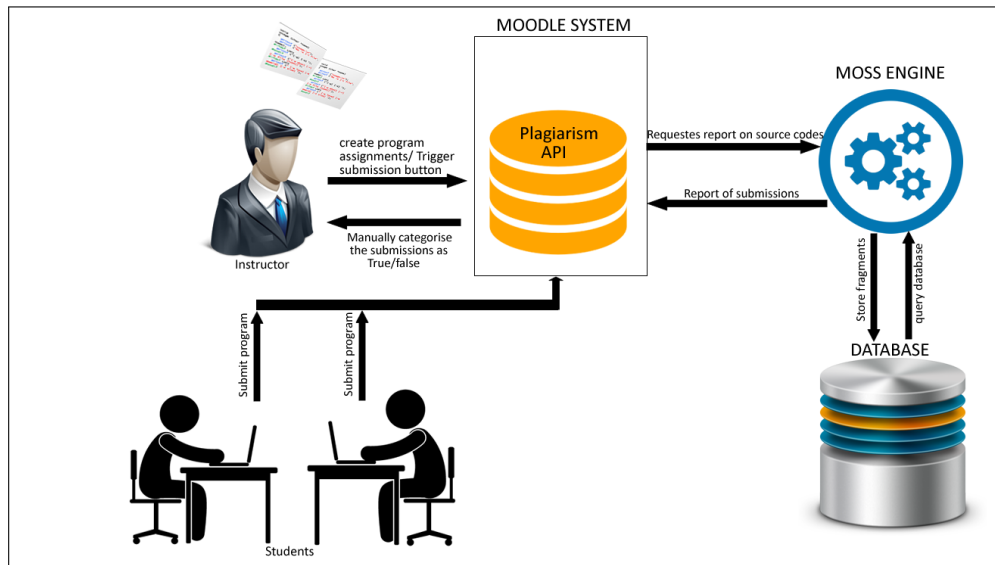 MOODLE SYSTEM
MOSS ENGINE
Plagiarism
API
Requestes report on source codes
create program
assignments/ Trigger
submission button
Report of submissions
Manually categorise
the submissions as
True/false
Instructor
Store fragments
query database
Submit program
Submit program
DATABASE
Students